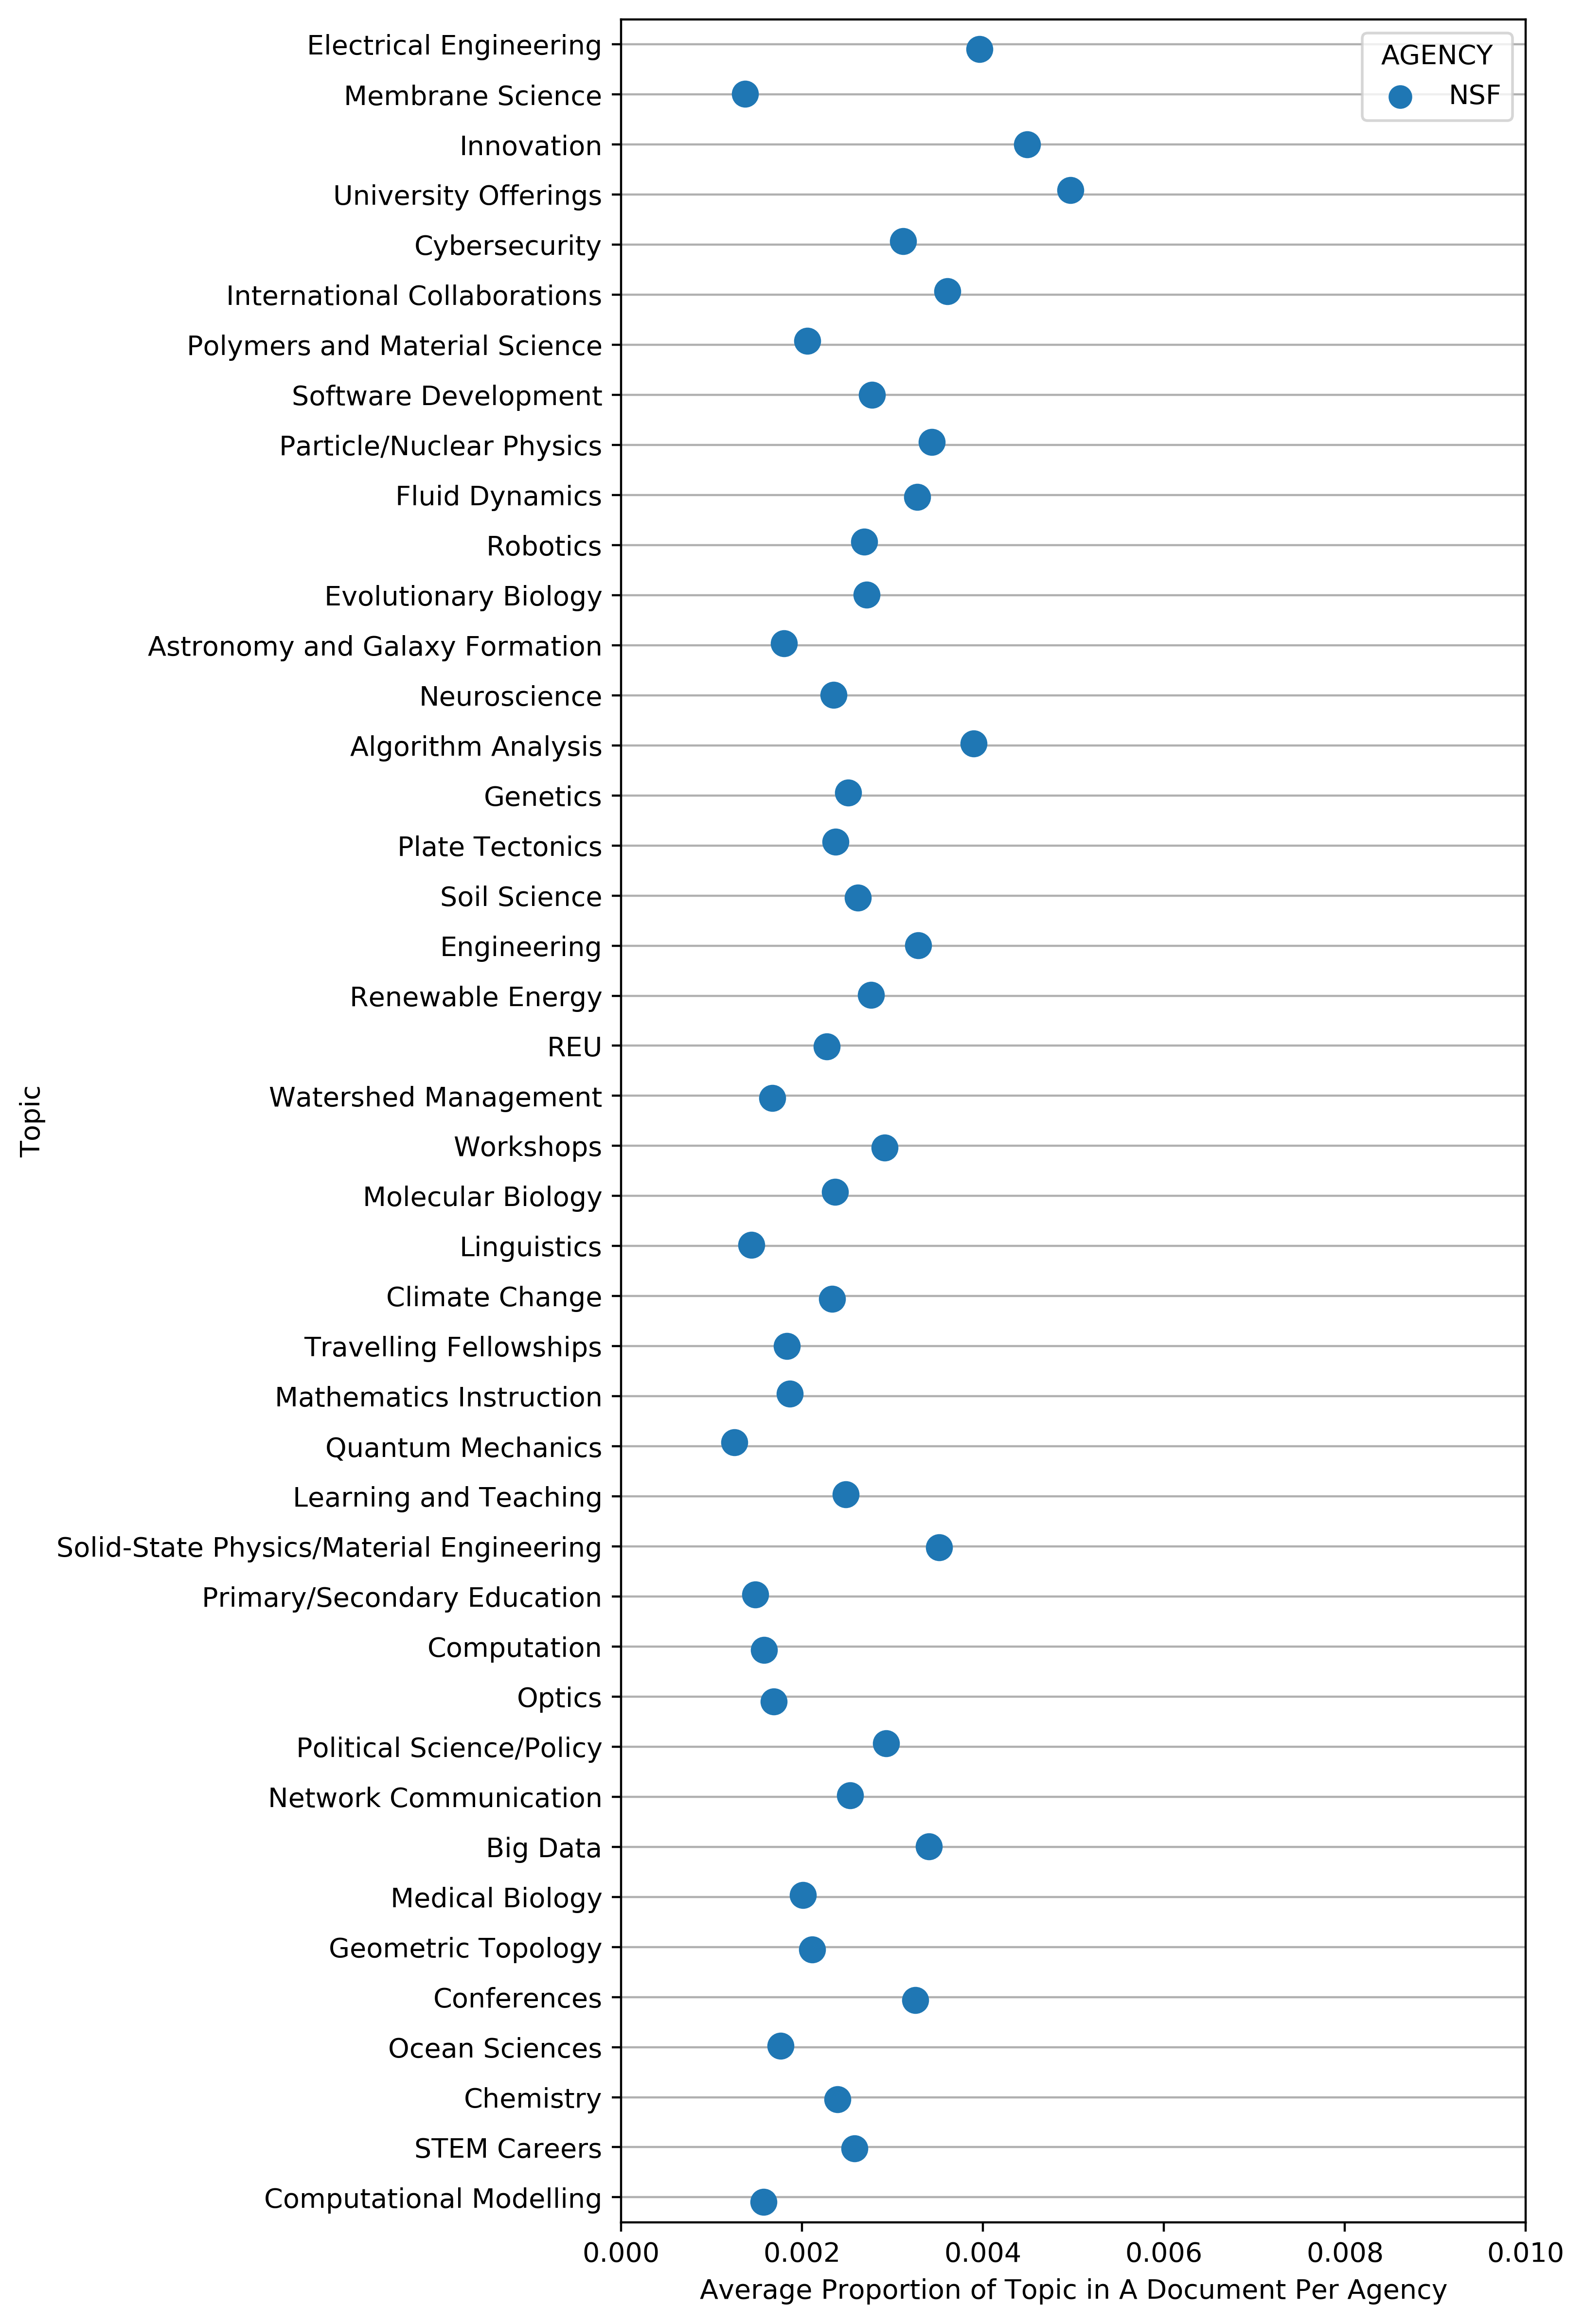 Electrical Engineering
Membrane Science
Innovation
University Offerings
Cybersecurity
International Collaborations
Polymers and Material Science
Software Development
Particle/Nuclear Physics
Fluid Dynamics
Robotics
Evolutionary Biology
Astronomy and Galaxy Formation
Neuroscience
Algorithm Analysis
Genetics
Plate Tectonics
Soil Science
Engineering
Renewable Energy
REU
Watershed Management
Workshops
Molecular Biology
Linguistics
Climate Change
Travelling Fellowships
Mathematics Instruction
Quantum Mechanics
Learning and Teaching
Solid-State Physics/Material Engineering
Primary/Secondary Education
Computation
Optics
Political Science/Policy
Network Communication
Big Data
Medical Biology
Geometric Topology
Conferences
Ocean Sciences
Chemistry
STEM Careers
Computational Modelling
Topic
AGENCY
NSF
0.000 0.002 0.004 0.006 0.008 0.010
Average Proportion of Topic in A Document Per Agency